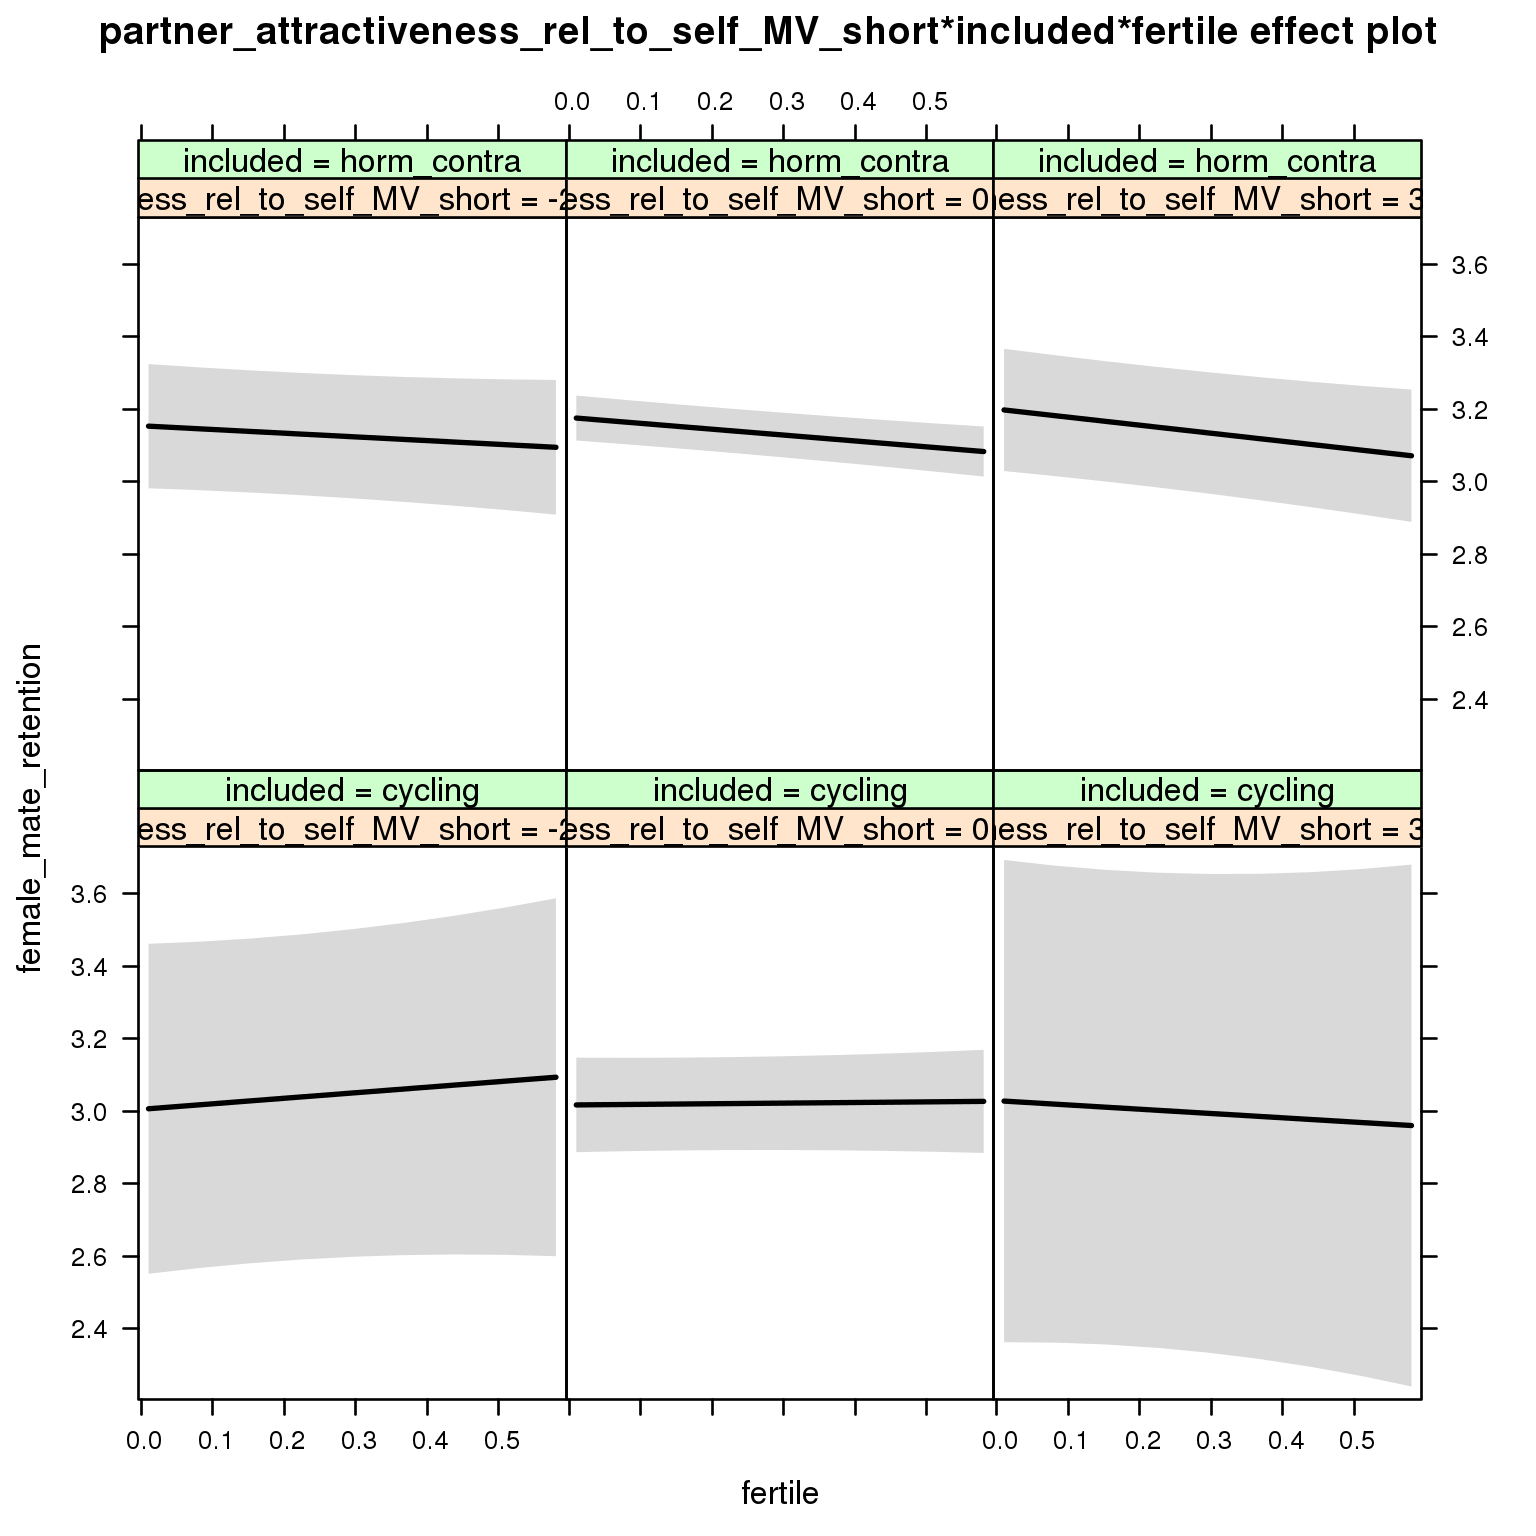 partner_attractiveness_rel_to_self_MV_short*included*fertile effect plot
0.0 0.1 0.2 0.3 0.4 0.5
included = horm_contra included = horm_contra included = horm_contra
ess_rel_to_self_MV_short = -2 ess_rel_to_self_MV_short = 0 ess_rel_to_self_MV_short = 3
3.6
3.4
3.2
3.0
2.8
2.6
2.4
female_mate_retention
included = cycling included = cycling included = cycling
ess_rel_to_self_MV_short = -2 ess_rel_to_self_MV_short = 0 ess_rel_to_self_MV_short = 3
3.6
3.4
3.2
3.0
2.8
2.6
2.4
0.0 0.1 0.2 0.3 0.4 0.5 0.0 0.1 0.2 0.3 0.4 0.5
fertile